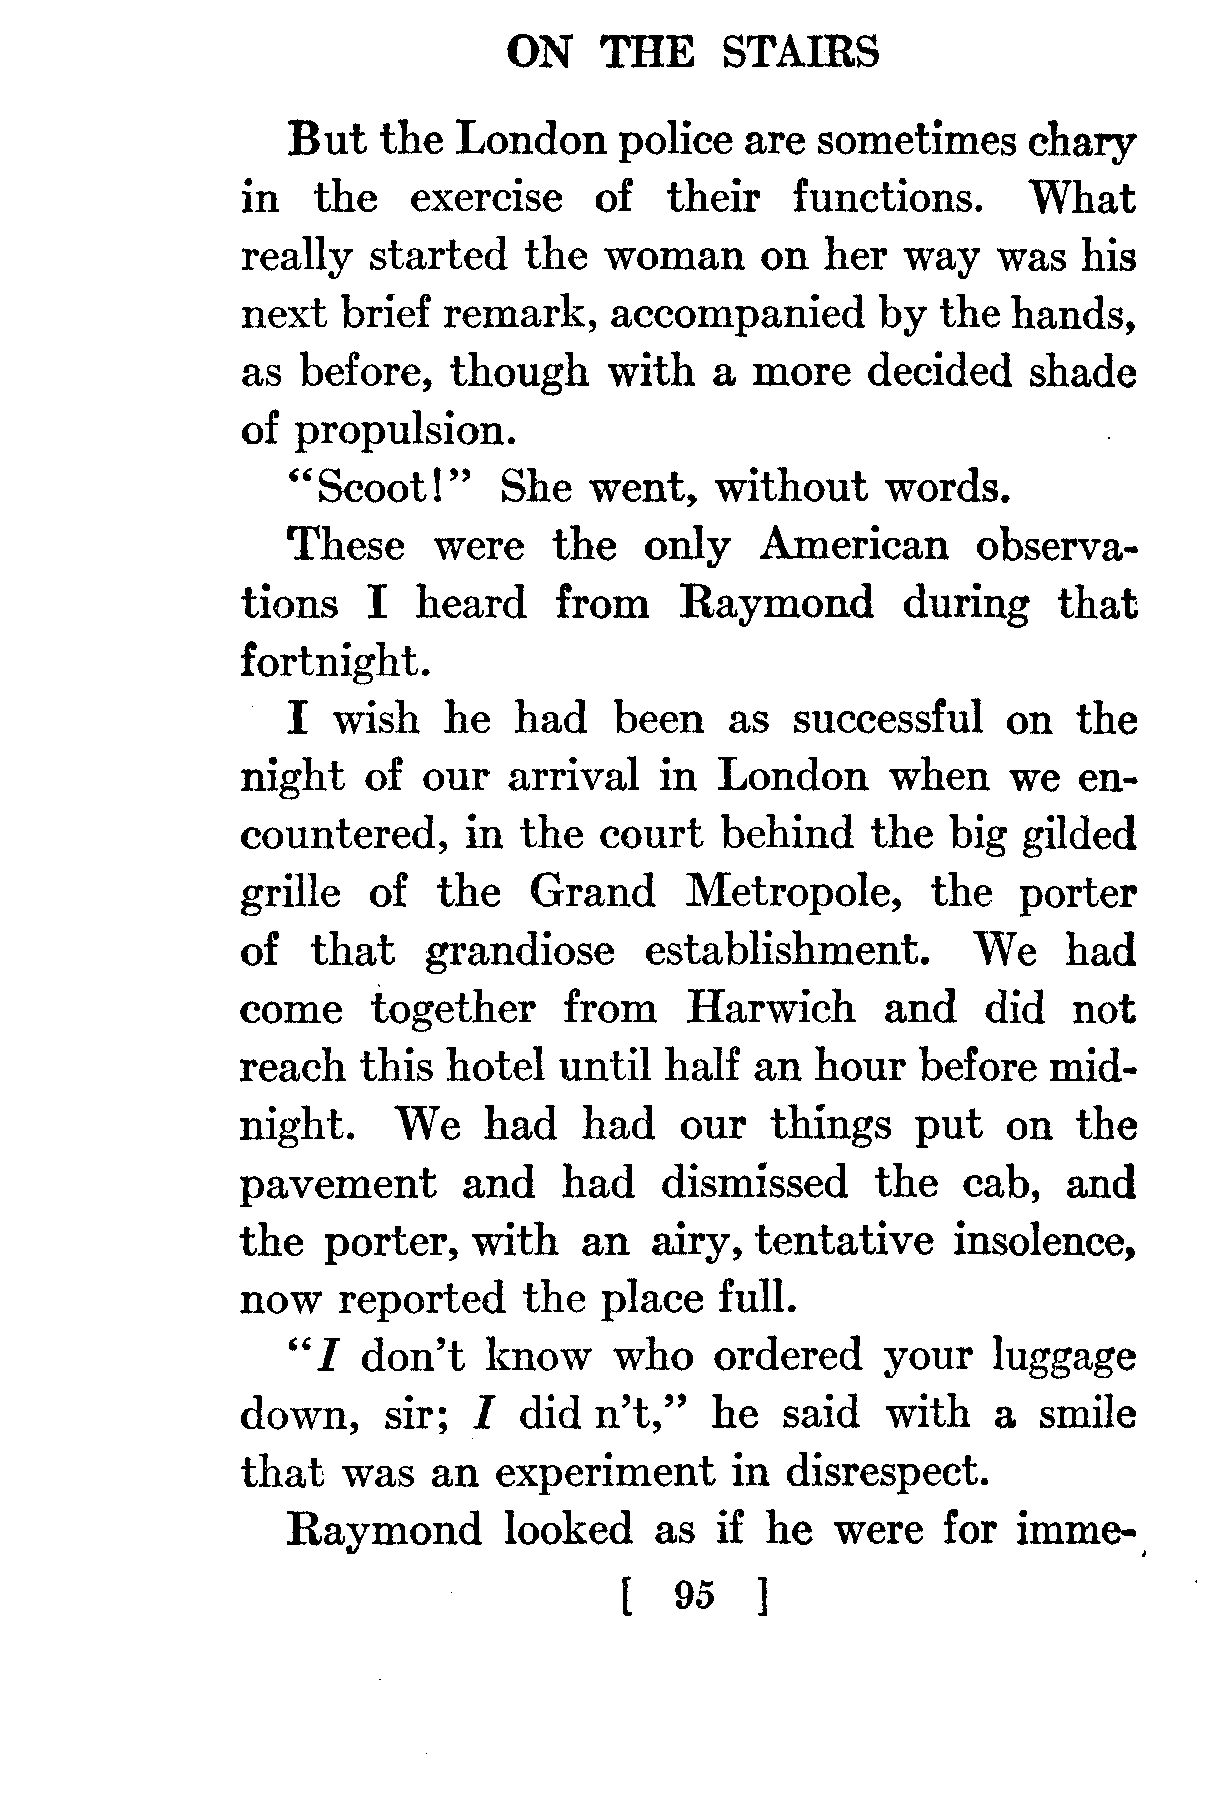 ON THE STAIRS
But the London police are sometimes chary
in the exercise of their functions. What
really started the woman on her way was his
next brief remark, accompanied by the hands,
as before, though with a more decided shade
of propulsion.
"Scoot!" She went, without words.
These were the only American observa-
tions I heard from Raymond during that
fortnight.
I wish he had been as successful on the
night of our arrival in London when we en-
countered, in the court behind the big gilded
grille of the Grand Metropole, the porter
of that grandiose establishment. We had
come together from Harwich and did not
reach this hotel until half an hour before mid-
night. We had had our things put on the
pavement and had dismissed the cab, and
the porter, with an airy, tentative insolence,
now reported the place full.
"I don't know who ordered your luggage
down, sir; I did n't," he said with a smile
that was an experiment in disrespect.
Raymond looked as if he were for imme-
[ 95 ]